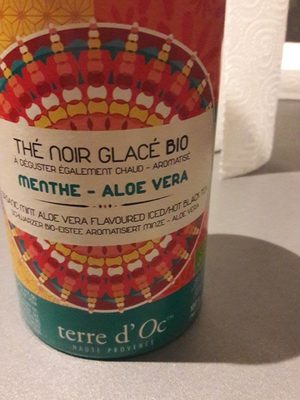 THÉ NOIR GLACÉ BIO
À DÉGUSTER ÉGALEMENT CHAUD - AROMATISÉ
MENTHE - ALOE VERA
ORGANIC MINT ALOE VERA FLAVOURED ICED/HOT BLACK TEA
SCHWARZER BIO-EISTEE AROMATISIERT MINZE - ALOE VERA
terre d'Oc
HAUTE PROVENCE